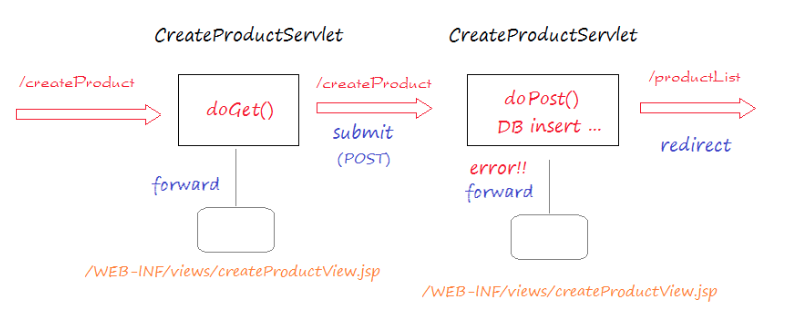 CreateProductServlet
CreateProductServlet
/createProduct
doGet()
/createProduct
submit
(POST)
doPost()
DB insert ...
/productList
redirect
forward
error!!
forward
/WEB-INF/views/createProductView.jsp
/WEB-INF/views/createProductView.jsp